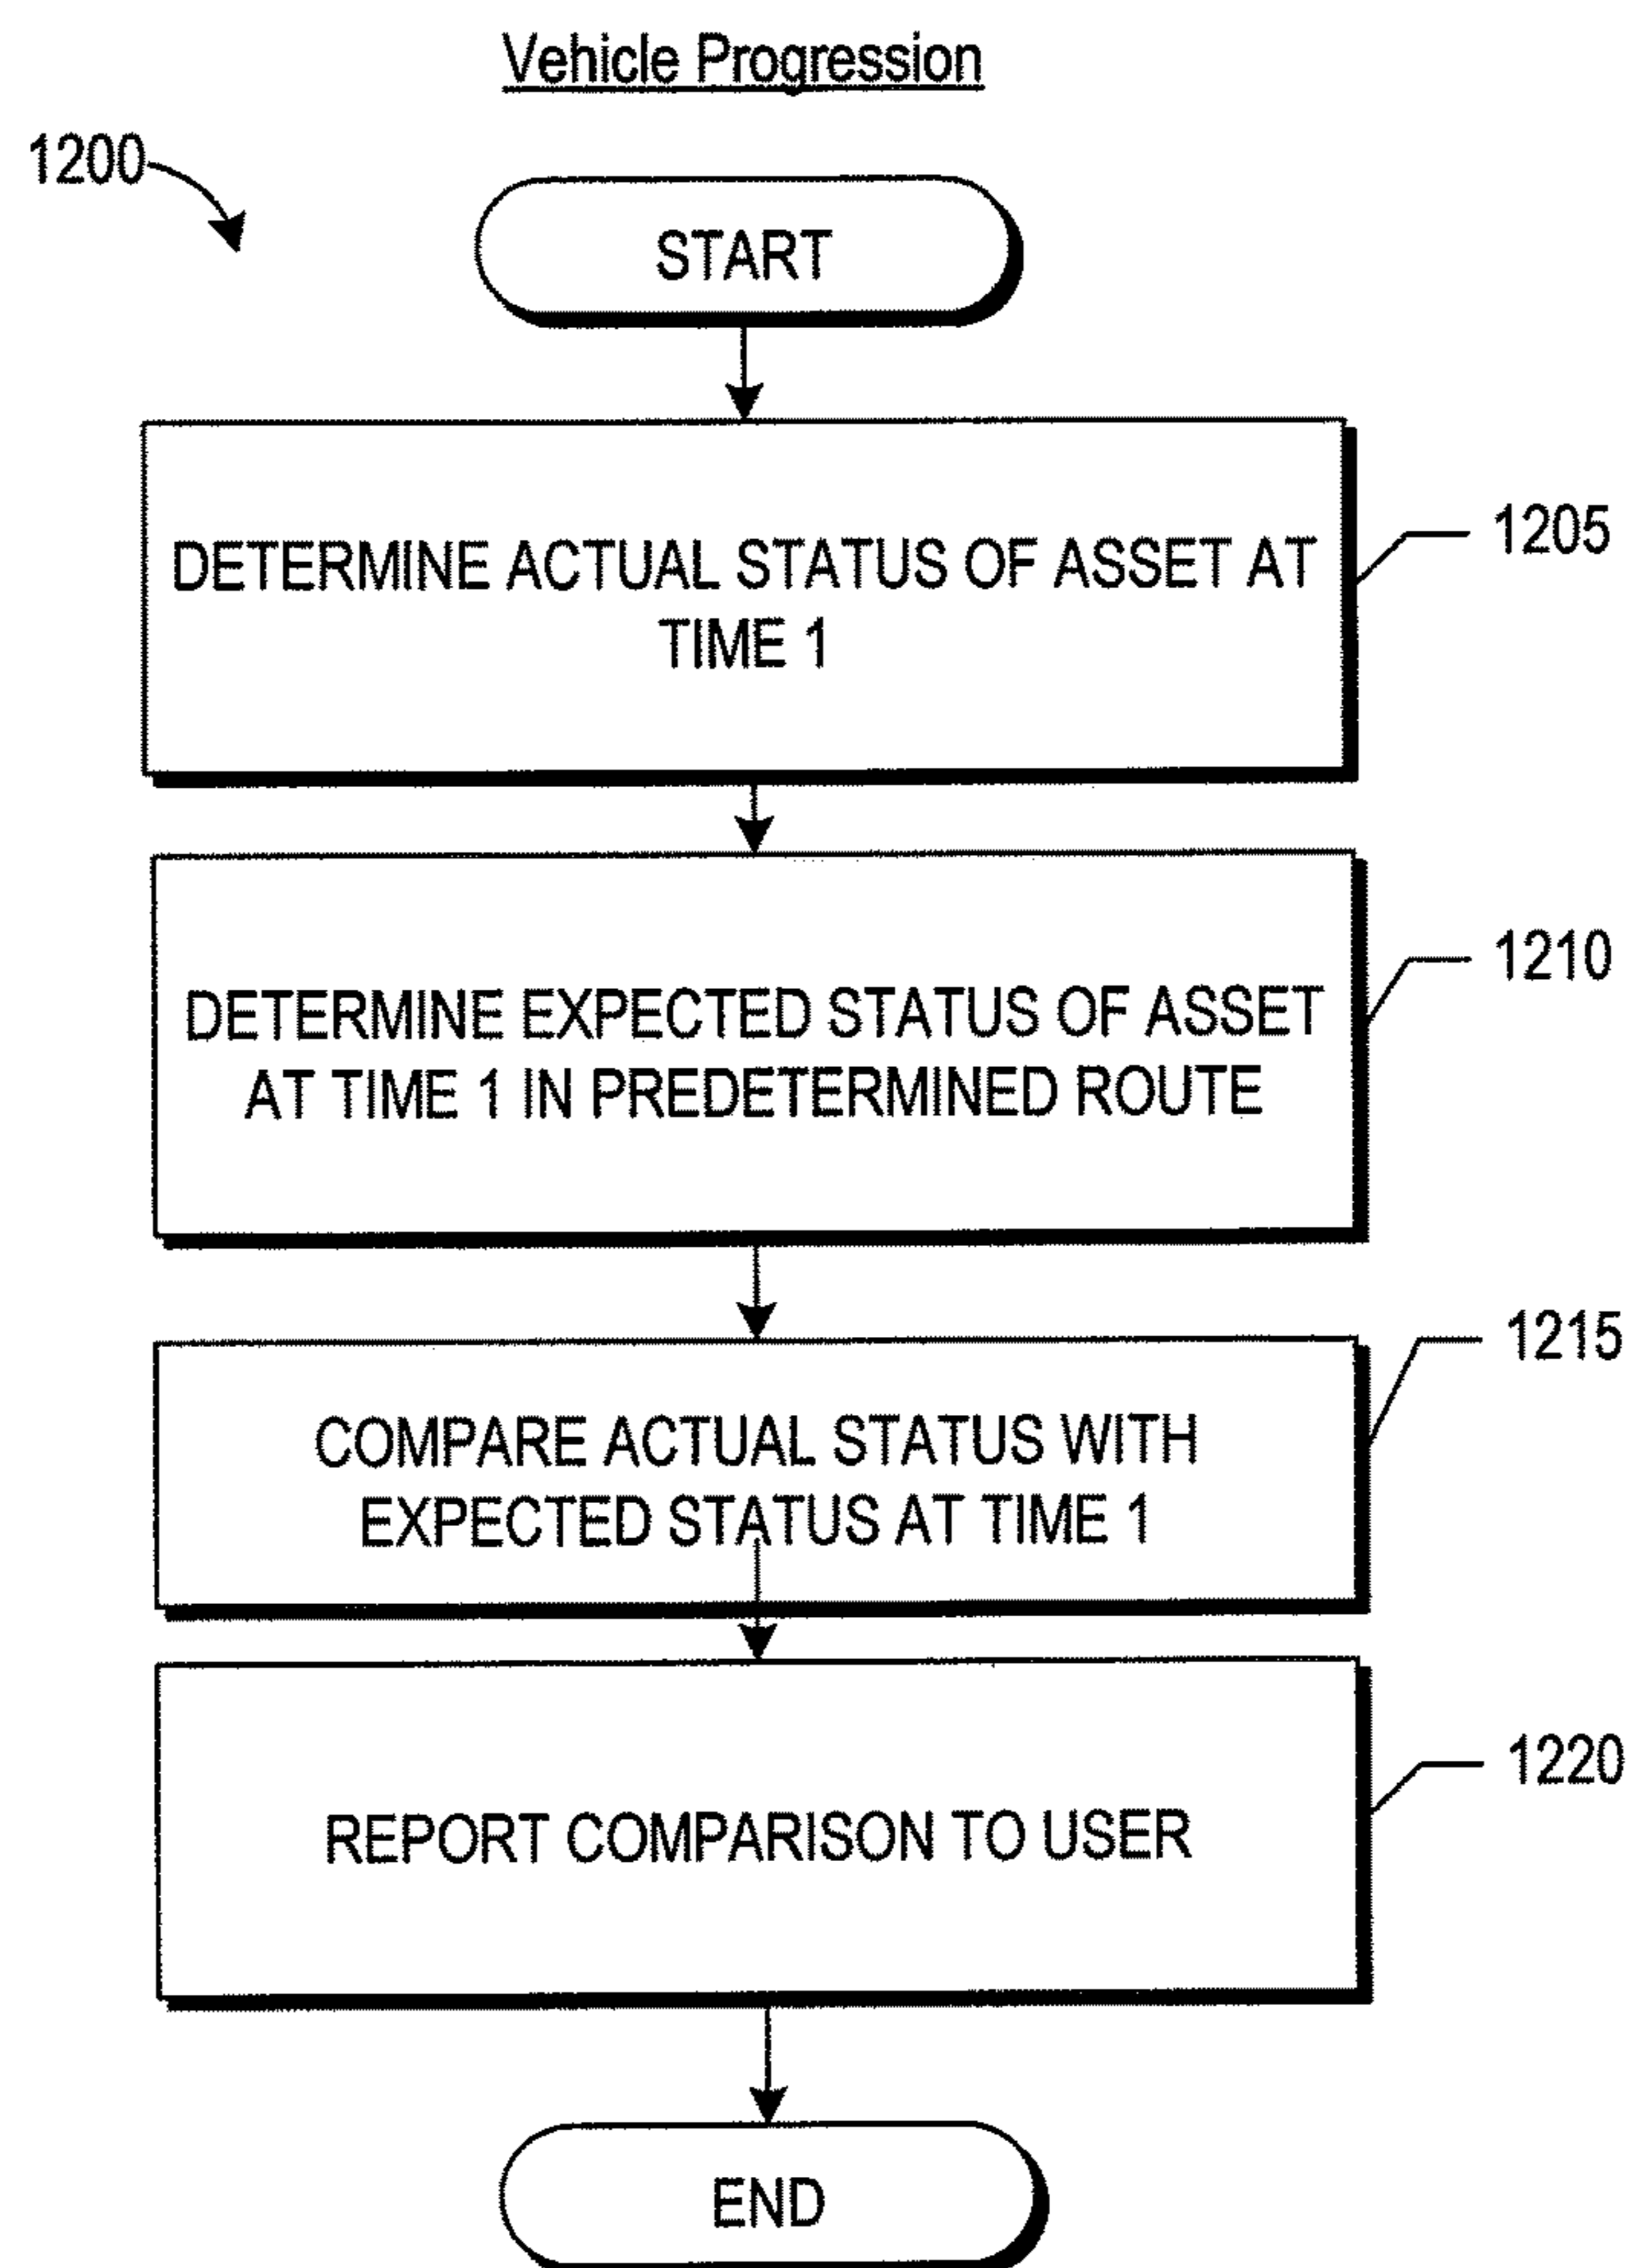 Vehicle Progression
1200
START
DETERMINE ACTUAL STATUS OF ASSET AT
TIME 1
1205
DETERMINE EXPECTED STATUS OF ASSET
AT TIME 1 IN PREDETERMINED ROUTE
1210
COMPARE ACTUAL STATUS WITH
EXPECTED STATUS AT TIME 1
1215
REPORT COMPARISON TO USER
1220
END